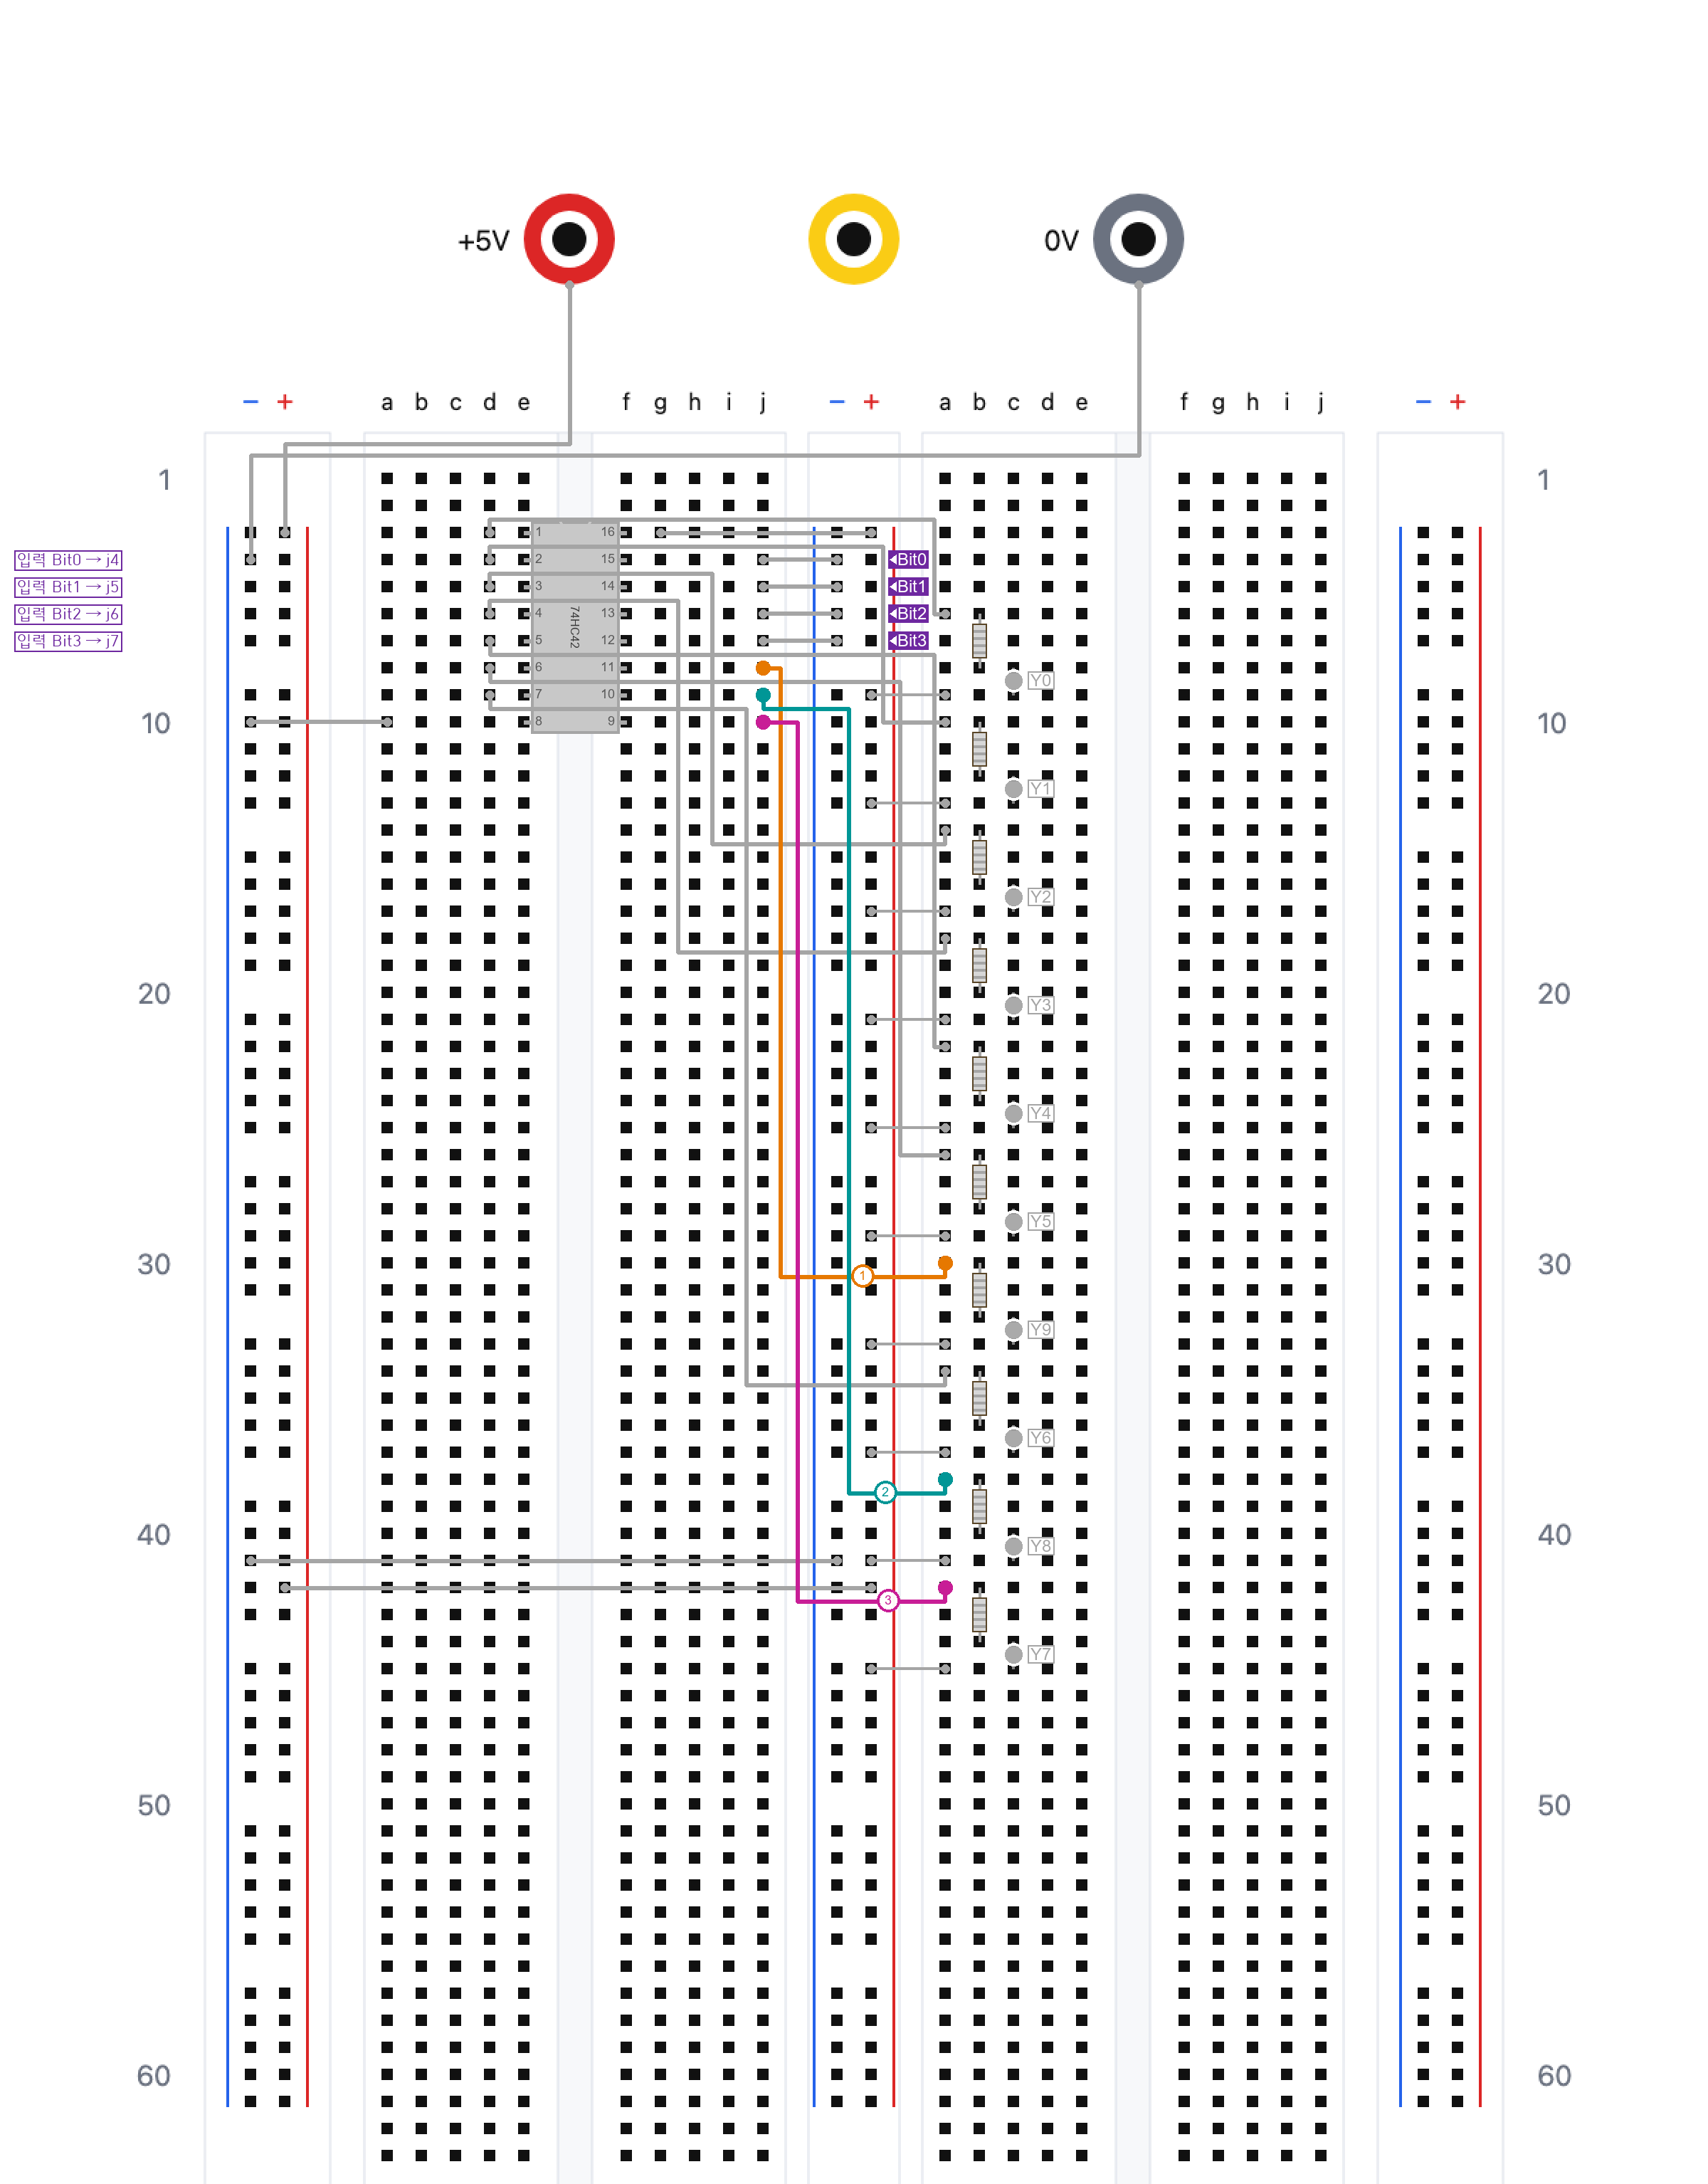 +5V
0V
− + a b c d e f g h i j − + a b c d e f g h i j − +
1 1
1 16
입력 Bit0 → j4 2 15 ◀Bit0
입력 Bit1 → j5 3 14 ◀Bit1
입력 Bit2 → j6 4 13 ◀Bit2
74HC42
입력 Bit3 → j7 5 12 ◀Bit3
6 11
Y0
7 10
10 8 9 10
Y1
Y2
20 20
Y3
Y4
Y5
30 30
1
Y9
Y6
2
40 40
Y8
3
Y7
50 50
60 60